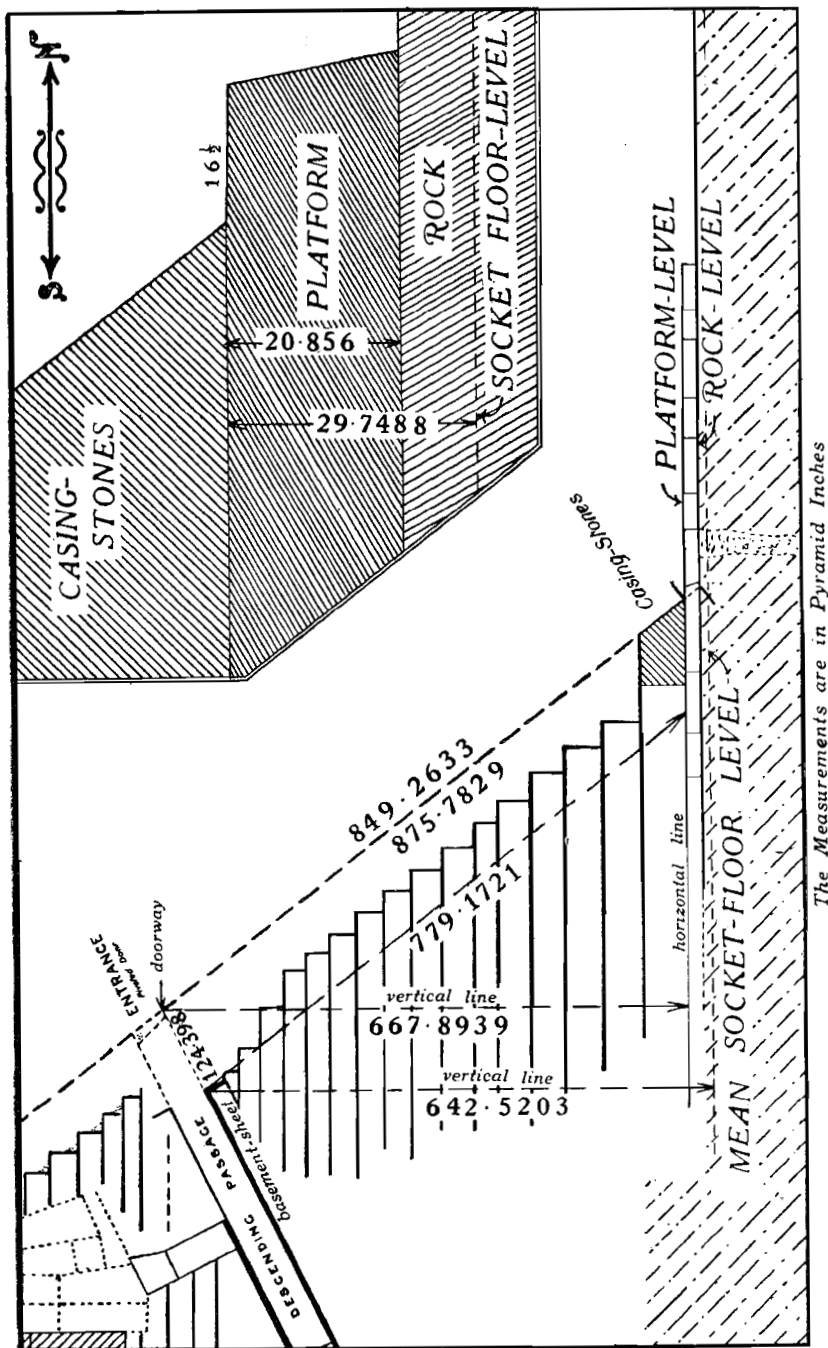 S
N
16 ½
CASING-
STONES
PLATFORM
ROCK
SOCKET FLOOR-LEVEL
20·856
29·7488
PLATFORM-LEVEL
ROCK-LEVEL
Casing-Stones
849·2633
875·7829
779·1721
ENTRANCE
doorway
124·398
vertical line
667·8939
vertical line
642·5203
horizontal line
MEAN SOCKET-FLOOR LEVEL
DESCENDING PASSAGE
basement-sheet
The Measurements are in Pyramid Inches